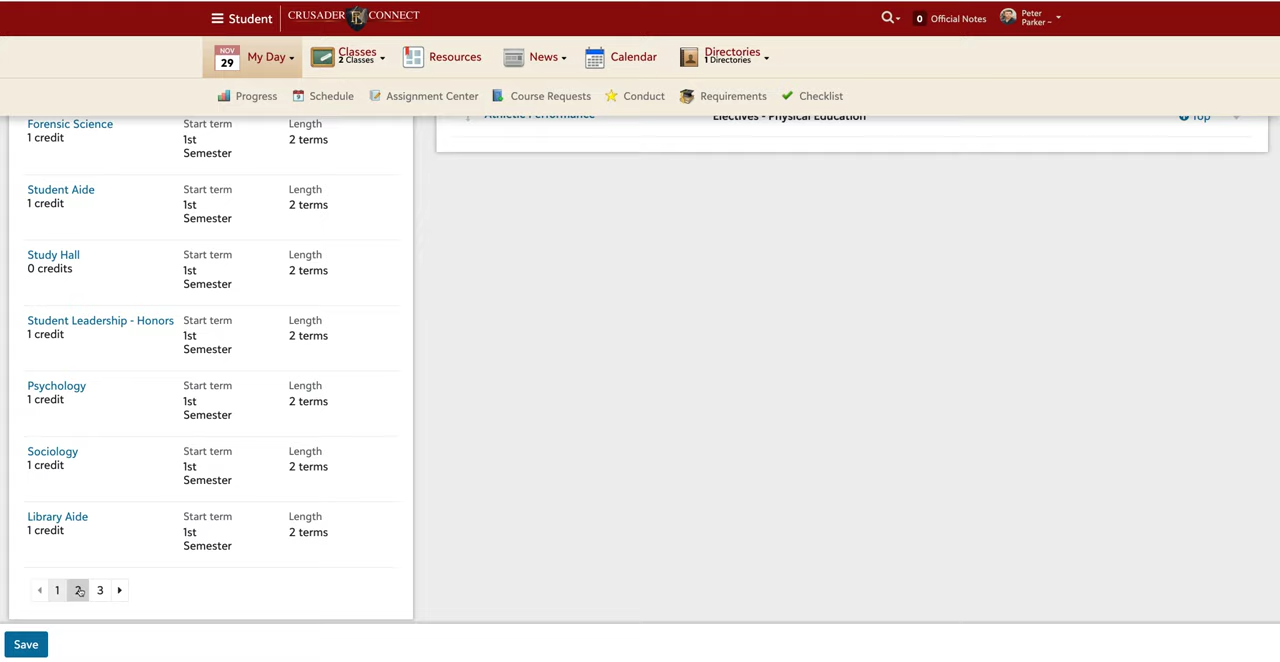 Student
CRUSADER CONNECT
0 Official Notes
Peter
Parker –
NOV
29
My Day
Classes
2 Classes
Resources
News
Calendar
Directories
1 Directories
Progress
Schedule
Assignment Center
Course Requests
Conduct
Requirements
Checklist
Athletic Performance
Electives - Physical Education
Top
Forensic Science
1 credit
Start term
1st
Semester
Length
2 terms
Student Aide
1 credit
Start term
1st
Semester
Length
2 terms
Study Hall
0 credits
Start term
1st
Semester
Length
2 terms
Student Leadership - Honors
1 credit
Start term
1st
Semester
Length
2 terms
Psychology
1 credit
Start term
1st
Semester
Length
2 terms
Sociology
1 credit
Start term
1st
Semester
Length
2 terms
Library Aide
1 credit
Start term
1st
Semester
Length
2 terms
1 2 3
Save